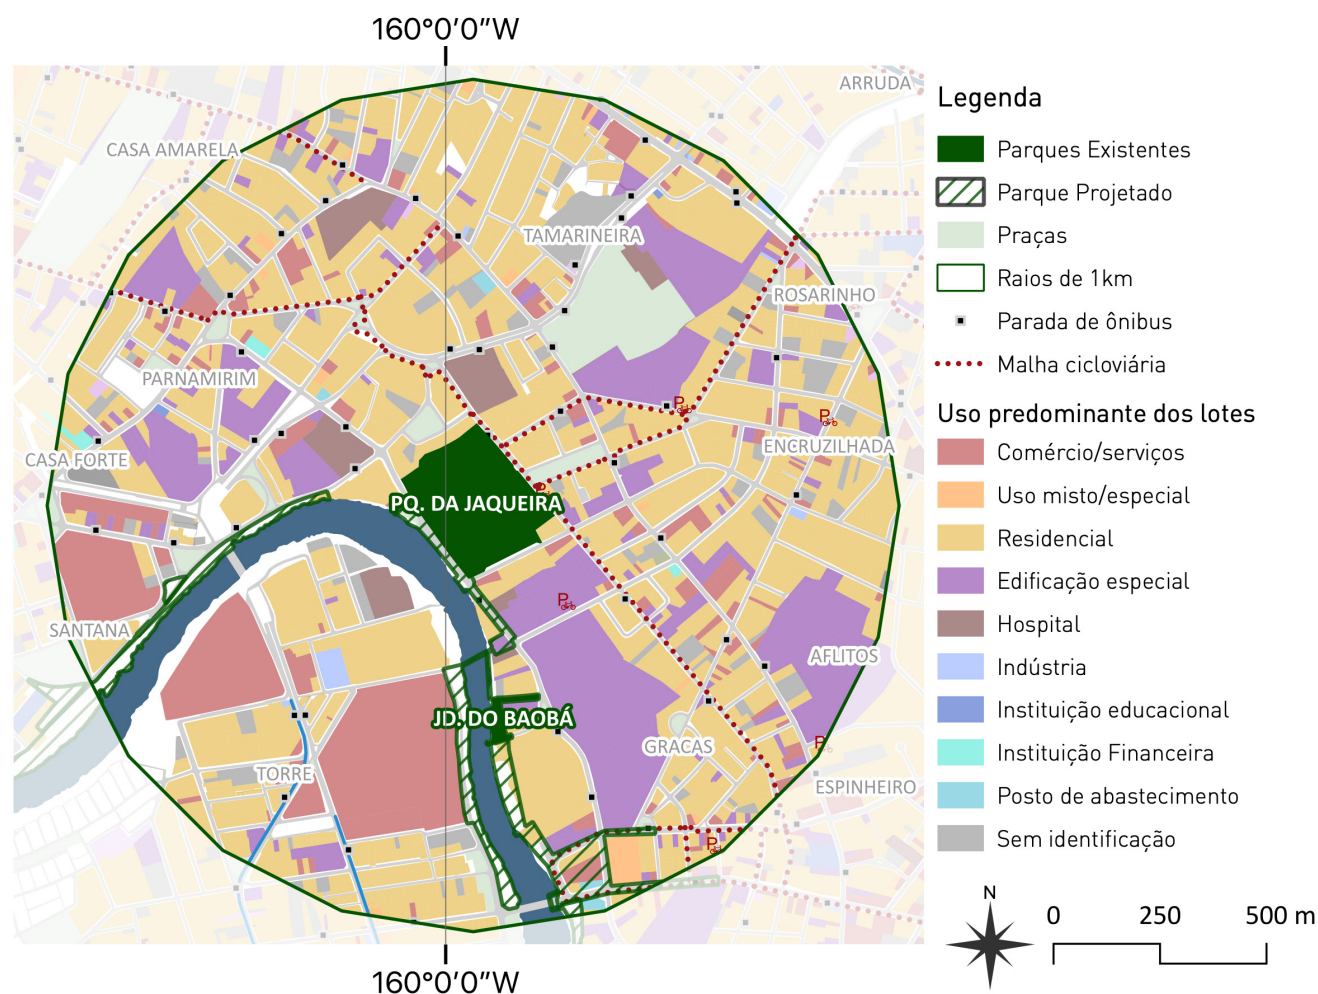 160°0'0"W
ARRUDA
CASA AMARELA
TAMARINEIRA
ROSARINHO
PARNAMIRIM
P
P
ENCRUZILHADA
CASA FORTE
P
PQ. DA JAQUEIRA
P
SANTANA
AFLITOS
JD. DO BAOBÁ
GRACAS
P
TORRE
ESPINHEIRO
P
160°0'0"W
Legenda
Parques Existentes
Parque Projetado
Praças
Raios de 1km
Parada de ônibus
Malha cicloviária
Uso predominante dos lotes
Comércio/serviços
Uso misto/especial
Residencial
Edificação especial
Hospital
Indústria
Instituição educacional
Instituição Financeira
Posto de abastecimento
Sem identificação
N
0 250 500 m